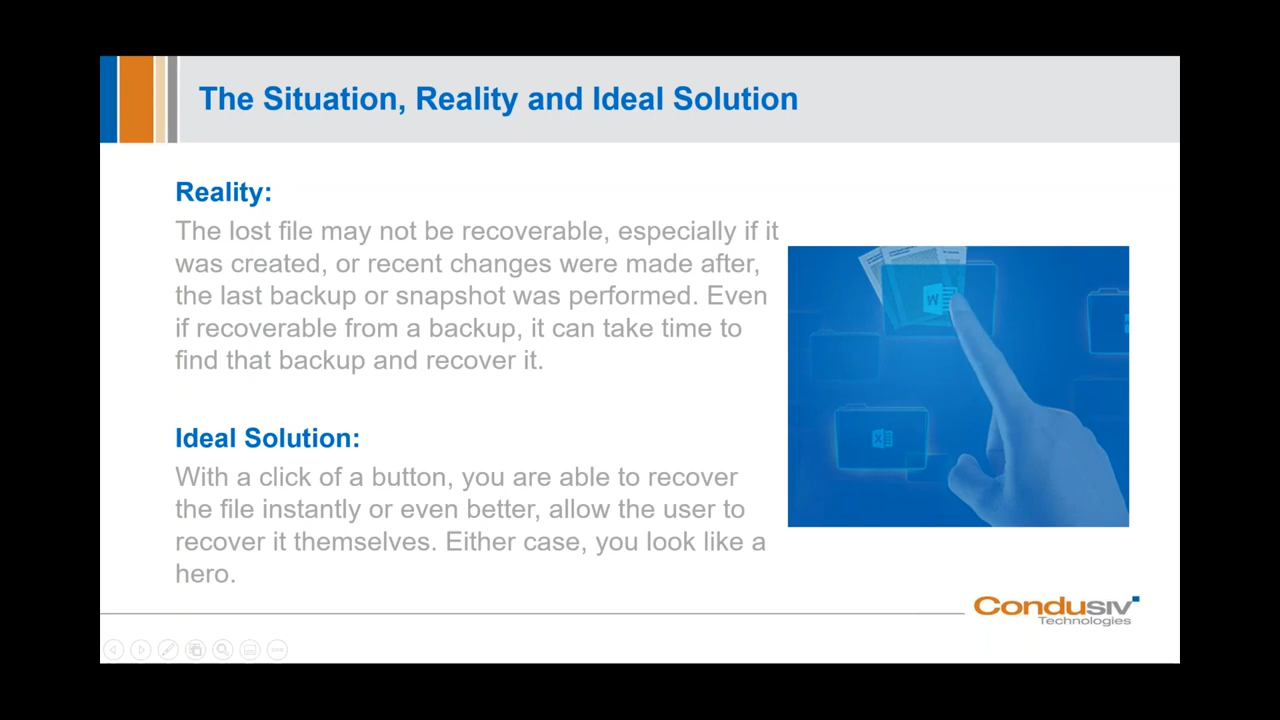 The Situation, Reality and Ideal Solution
Reality:
The lost file may not be recoverable, especially if it
was created, or recent changes were made after,
the last backup or snapshot was performed. Even
if recoverable from a backup, it can take time to
find that backup and recover it.
Ideal Solution:
With a click of a button, you are able to recover
the file instantly or even better, allow the user to
recover it themselves. Either case, you look like a
hero.
W
X
Condusiv
Technologies